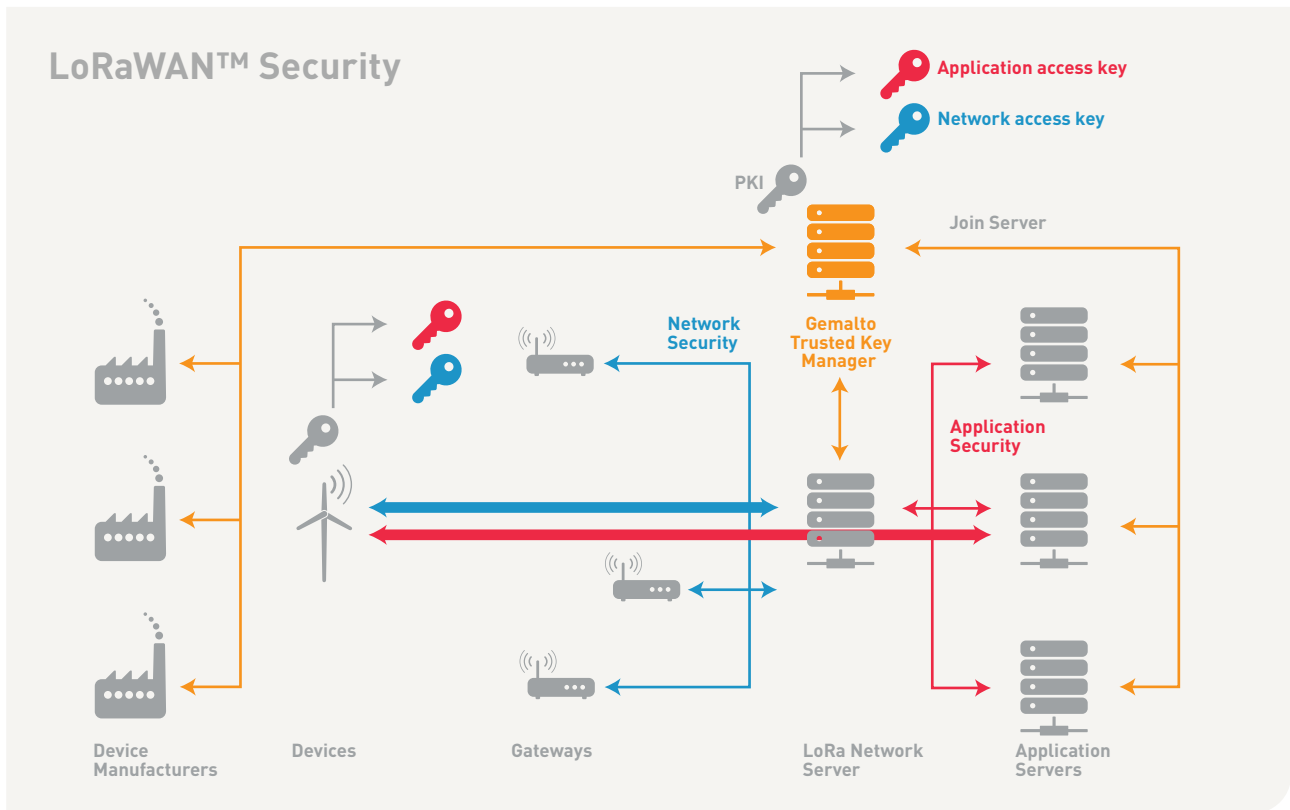 LoRaWAN™ Security
Application access key
Network access key
PKI
Join Server
Network
Security
Gemalto
Trusted Key
Manager
Application
Security
Device
Manufacturers
Devices
Gateways
LoRa Network
Server
Application
Servers